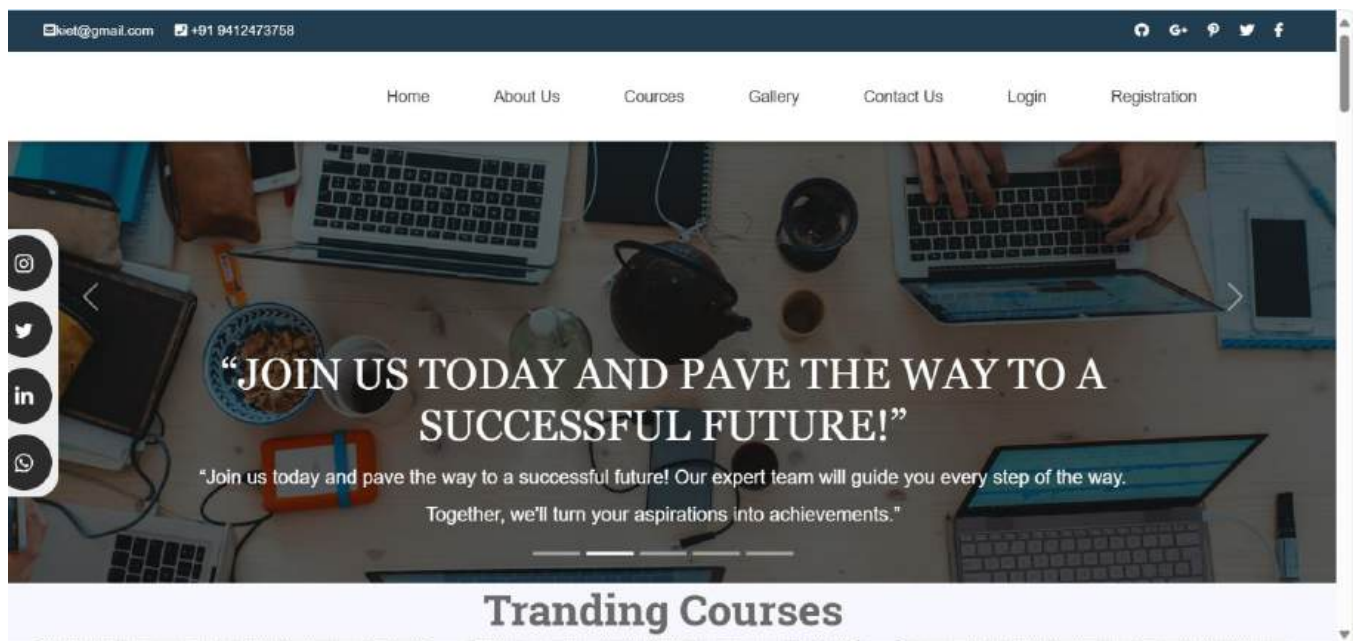 kiet@gmail.com +91 9412473758
Home About Us Cources Gallery Contact Us Login Registration
“JOIN US TODAY AND PAVE THE WAY TO A
SUCCESSFUL FUTURE!”
“Join us today and pave the way to a successful future! Our expert team will guide you every step of the way.
Together, we'll turn your aspirations into achievements.”
Tranding Courses